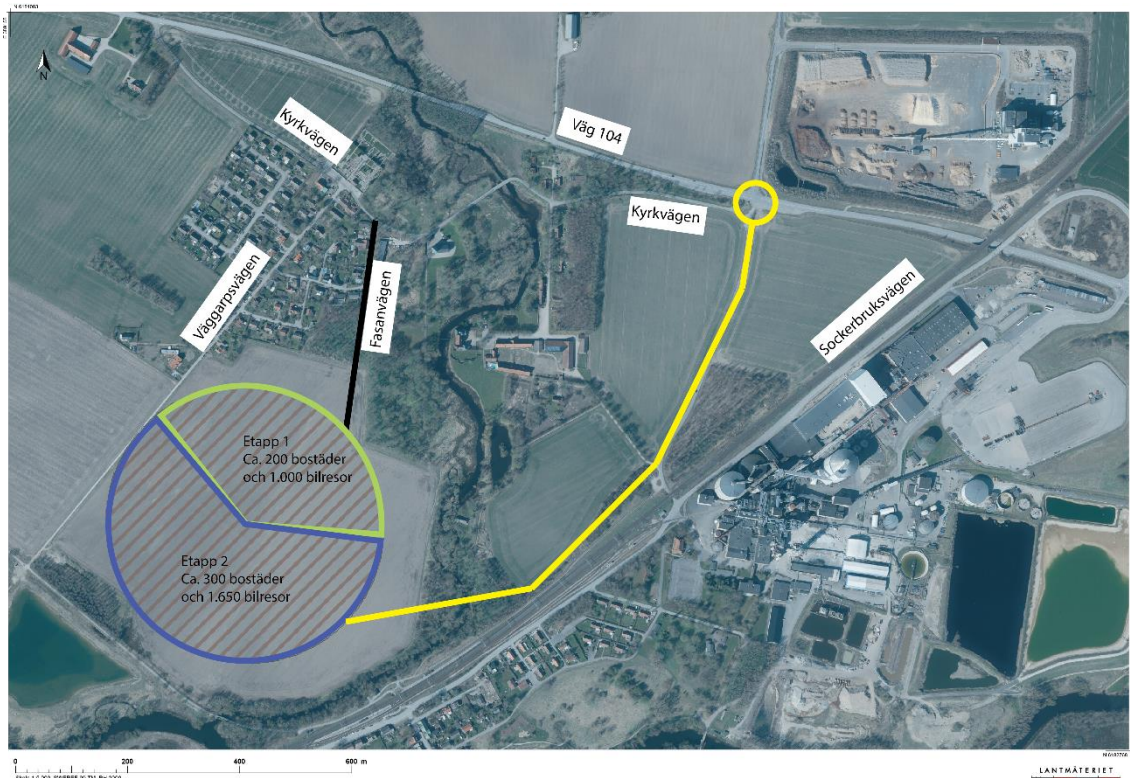 N
Kyrkvägen
Väg 104
Kyrkvägen
Väggarpsvägen
Fasanvägen
Sockerbruksvägen
Etapp 1
Ca. 200 bostäder
och 1.000 bilresor
Etapp 2
Ca. 300 bostäder
och 1.650 bilresor
0 200 400 600 m
LANTMÄTERIET